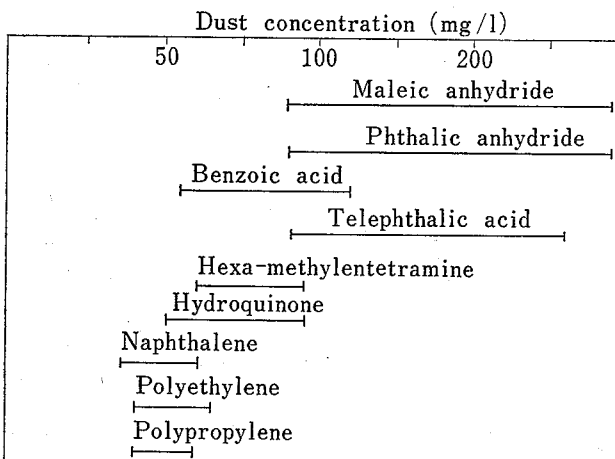 Dust concentration (mg/l)
50 100 200
Maleic anhydride
Phthalic anhydride
Benzoic acid
Telephthalic acid
Hexa-methylentetramine
Hydroquinone
Naphthalene
Polyethylene
Polypropylene